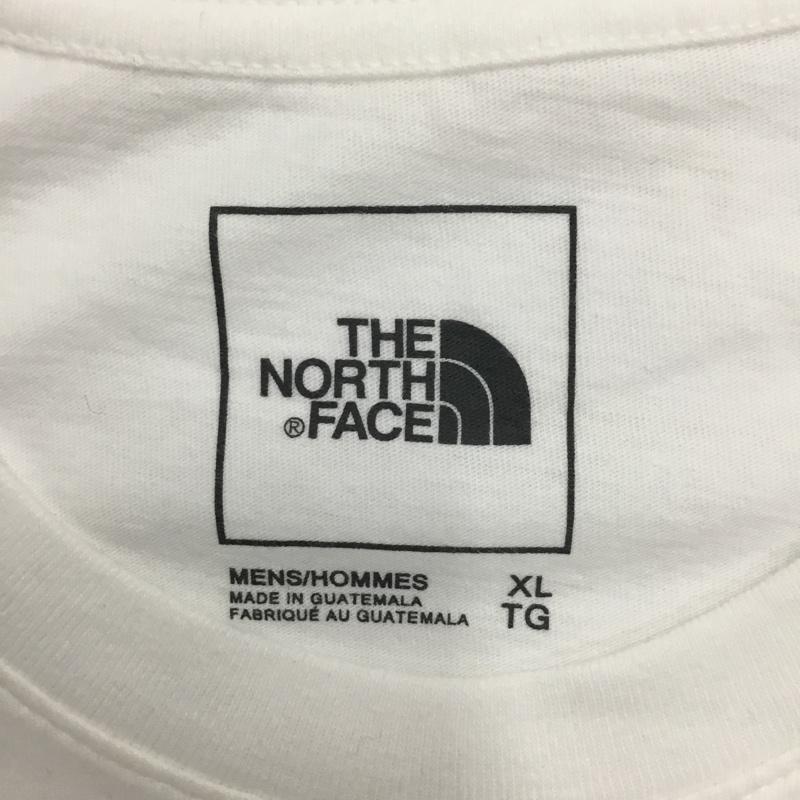 THE
NORTH
®FACE
MENS/HOMMES XL
MADE IN GUATEMALA
FABRIQUÉ AU GUATEMALA TG